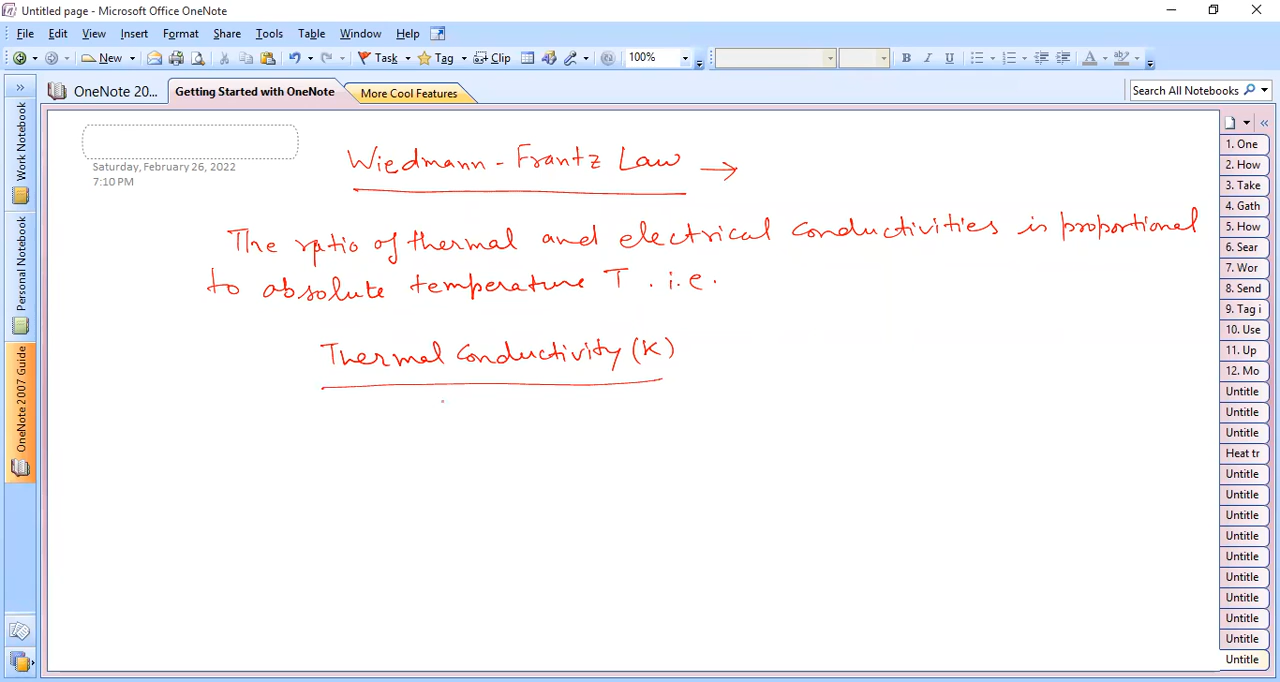 Untitled page - Microsoft Office OneNote
File Edit View Insert Format Share Tools Table Window Help
New Task Tag Clip 100% B I U A ab
OneNote 20... Getting Started with OneNote More Cool Features Search All Notebooks
Work Notebook
Personal Notebook
OneNote 2007 Guide
Saturday, February 26, 2022
7:10 PM
Wiedmann - Frantz Law →
The ratio of thermal and electrical conductivities is proportional
to absolute temperature T . i.e.
Thermal Conductivity (K)
1. One
2. How
3. Take
4. Gath
5. How
6. Sear
7. Wor
8. Send
9. Tag i
10. Use
11. Up
12. Mo
Untitle
Untitle
Untitle
Heat tr
Untitle
Untitle
Untitle
Untitle
Untitle
Untitle
Untitle
Untitle
Untitle
Untitle